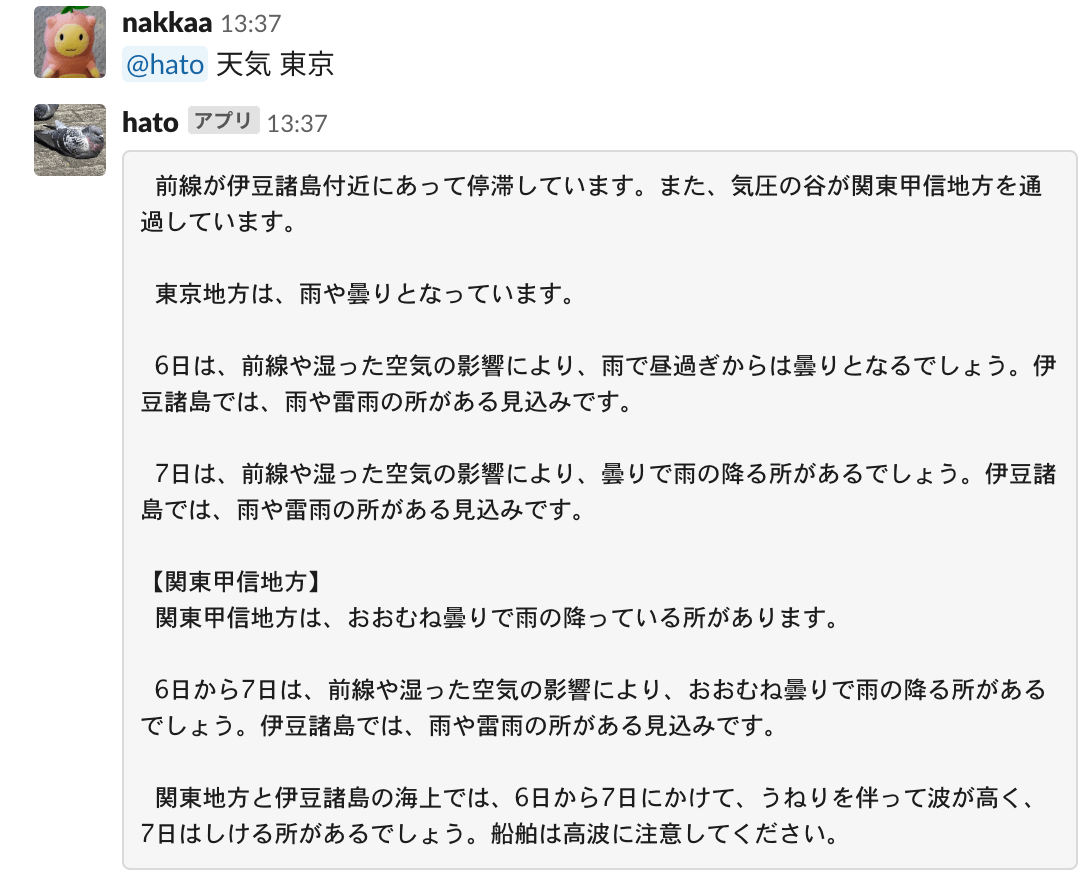 nakkaa 13:37
@hato 天気 東京
hato アプリ 13:37
前線が伊豆諸島付近にあって停滞しています。また、気圧の谷が関東甲信地方を通
過しています。
東京地方は、雨や曇りとなっています。
6日は、前線や湿った空気の影響により、雨で昼過ぎからは曇りとなるでしょう。伊
豆諸島では、雨や雷雨の所がある見込みです。
7日は、前線や湿った空気の影響により、曇りで雨の降る所があるでしょう。伊豆諸
島では、雨や雷雨の所がある見込みです。
【関東甲信地方】
関東甲信地方は、おおむね曇りで雨の降っている所があります。
6日から7日は、前線や湿った空気の影響により、おおむね曇りで雨の降る所がある
でしょう。伊豆諸島では、雨や雷雨の所がある見込みです。
関東地方と伊豆諸島の海上では、6日から7日にかけて、うねりを伴って波が高く、
7日はしける所があるでしょう。船舶は高波に注意してください。